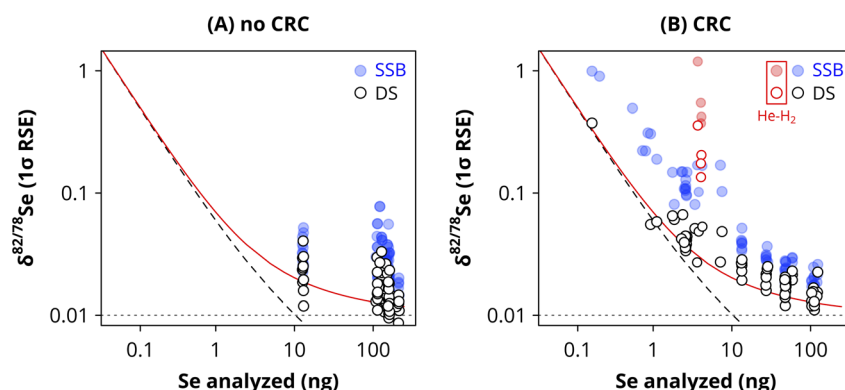 (A) no CRC
(B) CRC
δ82/78Se (1σ RSE)
1
0.1
0.01
SSB
DS
0.1
1
10
100
Se analyzed (ng)
δ82/78Se (1σ RSE)
1
0.1
0.01
SSB
DS
He-H2
0.1
1
10
100
Se analyzed (ng)